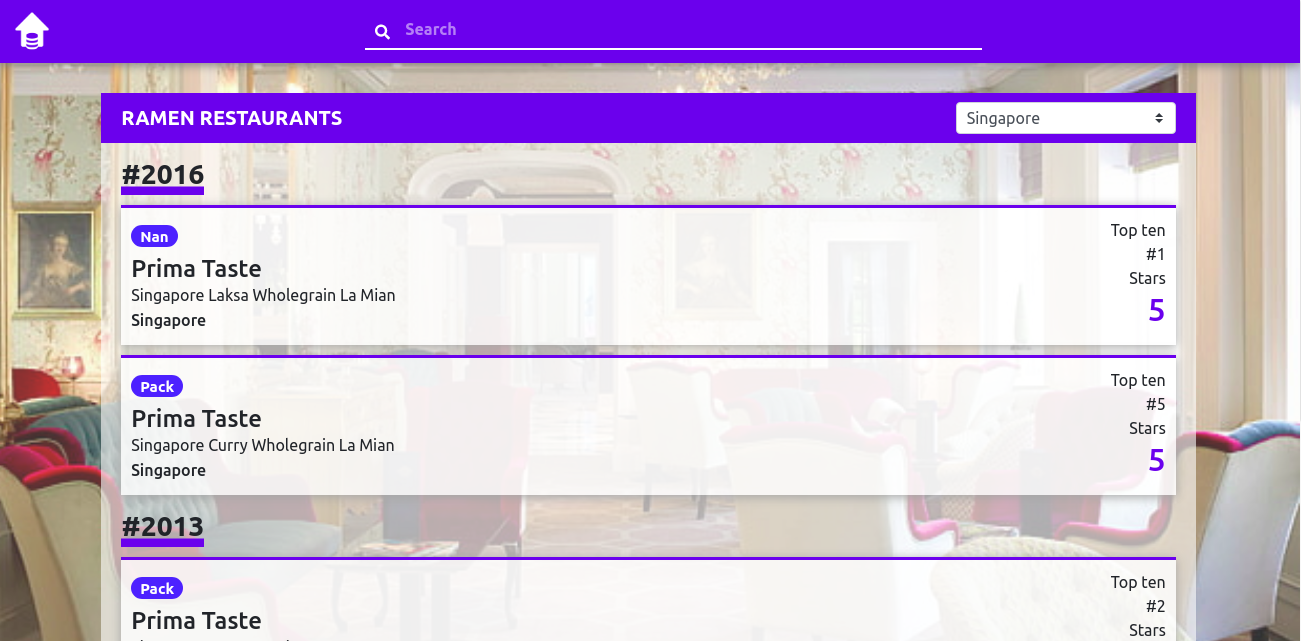 Search
RAMEN RESTAURANTS
Singapore
#2016
Nan
Prima Taste
Singapore Laksa Wholegrain La Mian
Singapore
Top ten
#1
Stars
5
Pack
Prima Taste
Singapore Curry Wholegrain La Mian
Singapore
Top ten
#5
Stars
5
#2013
Pack
Prima Taste
Top ten
#2
Stars